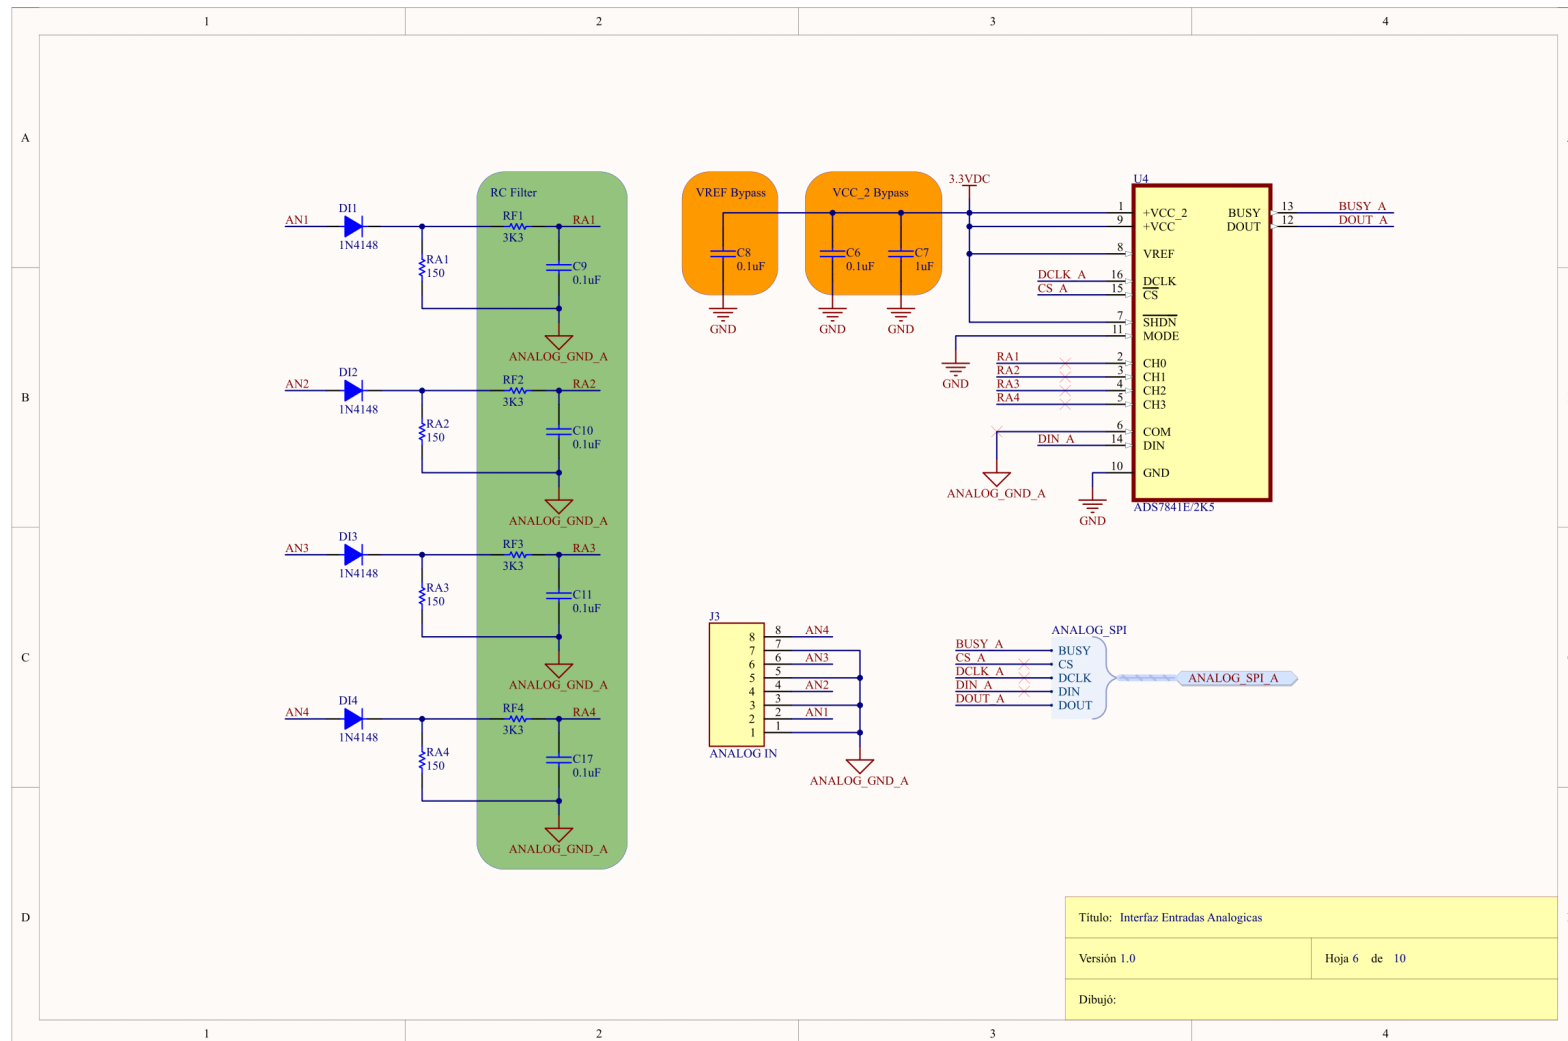 1 2 3 4
A
B
C
D
RC Filter
AN1
DI1
1N4148
RA1
150
RF1
3K3
RA1
C9
0.1uF
ANALOG_GND_A
AN2
DI2
1N4148
RA2
150
RF2
3K3
RA2
C10
0.1uF
ANALOG_GND_A
AN3
DI3
1N4148
RA3
150
RF3
3K3
RA3
C11
0.1uF
ANALOG_GND_A
AN4
DI4
1N4148
RA4
150
RF4
3K3
RA4
C17
0.1uF
ANALOG_GND_A
VREF Bypass
C8
0.1uF
GND
VCC_2 Bypass
C6
0.1uF
GND
C7
1uF
GND
3.3VDC
U4
1 +VCC_2
9 +VCC
8 VREF
DCLK_A 16 DCLK
CS_A 15 CS
7 SHDN
11 MODE
GND
RA1 2 CH0
RA2 3 CH1
RA3 4 CH2
RA4 5 CH3
6 COM
DIN_A 14 DIN
ANALOG_GND_A
10 GND
GND
BUSY 13 BUSY_A
DOUT 12 DOUT_A
ADS7841E/2K5
J3
8 8 AN4
7 7
6 6 AN3
5 5
4 4 AN2
3 3
2 2 AN1
1 1
ANALOG IN
ANALOG_GND_A
ANALOG_SPI
BUSY_A BUSY
CS_A CS
DCLK_A DCLK
DIN_A DIN
DOUT_A DOUT
ANALOG_SPI_A
Título: Interfaz Entradas Analogicas
Versión 1.0
Hoja 6 de 10
Dibujó:
1 2 3 4